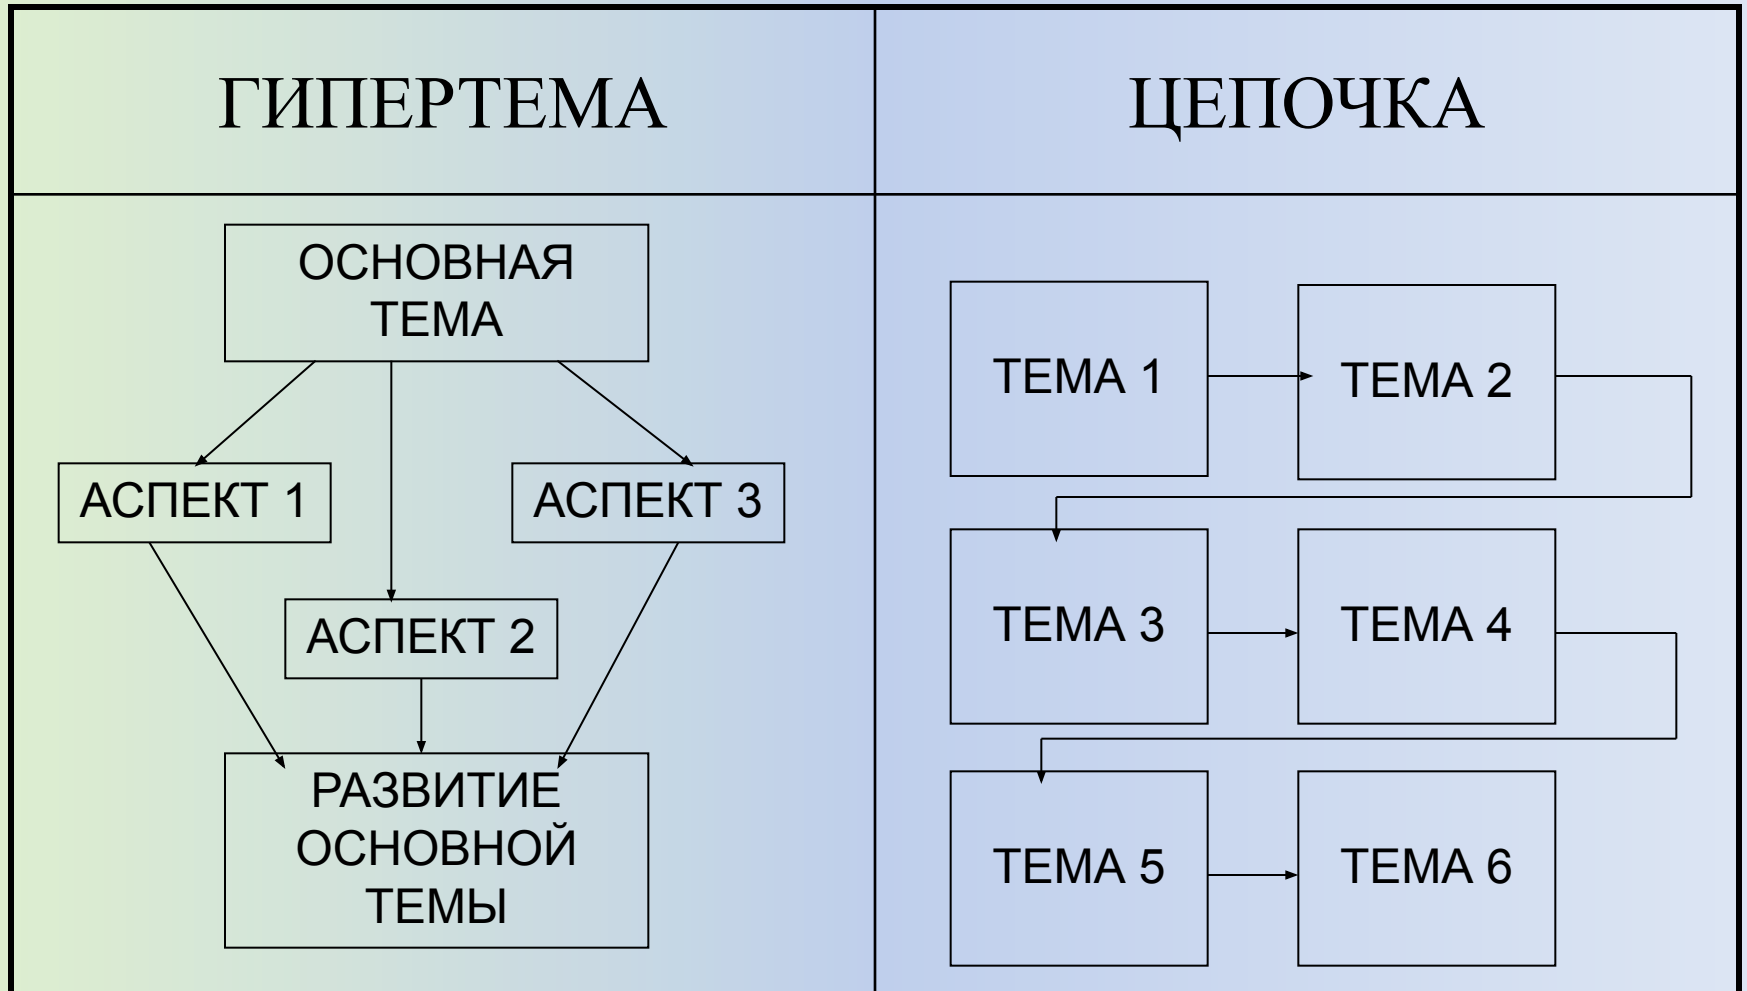 ГИПЕРТЕМА
ЦЕПОЧКА
ОСНОВНАЯ
ТЕМА
АСПЕКТ 1
АСПЕКТ 3
АСПЕКТ 2
РАЗВИТИЕ
ОСНОВНОЙ
ТЕМЫ
ТЕМА 1
ТЕМА 2
ТЕМА 3
ТЕМА 4
ТЕМА 5
ТЕМА 6